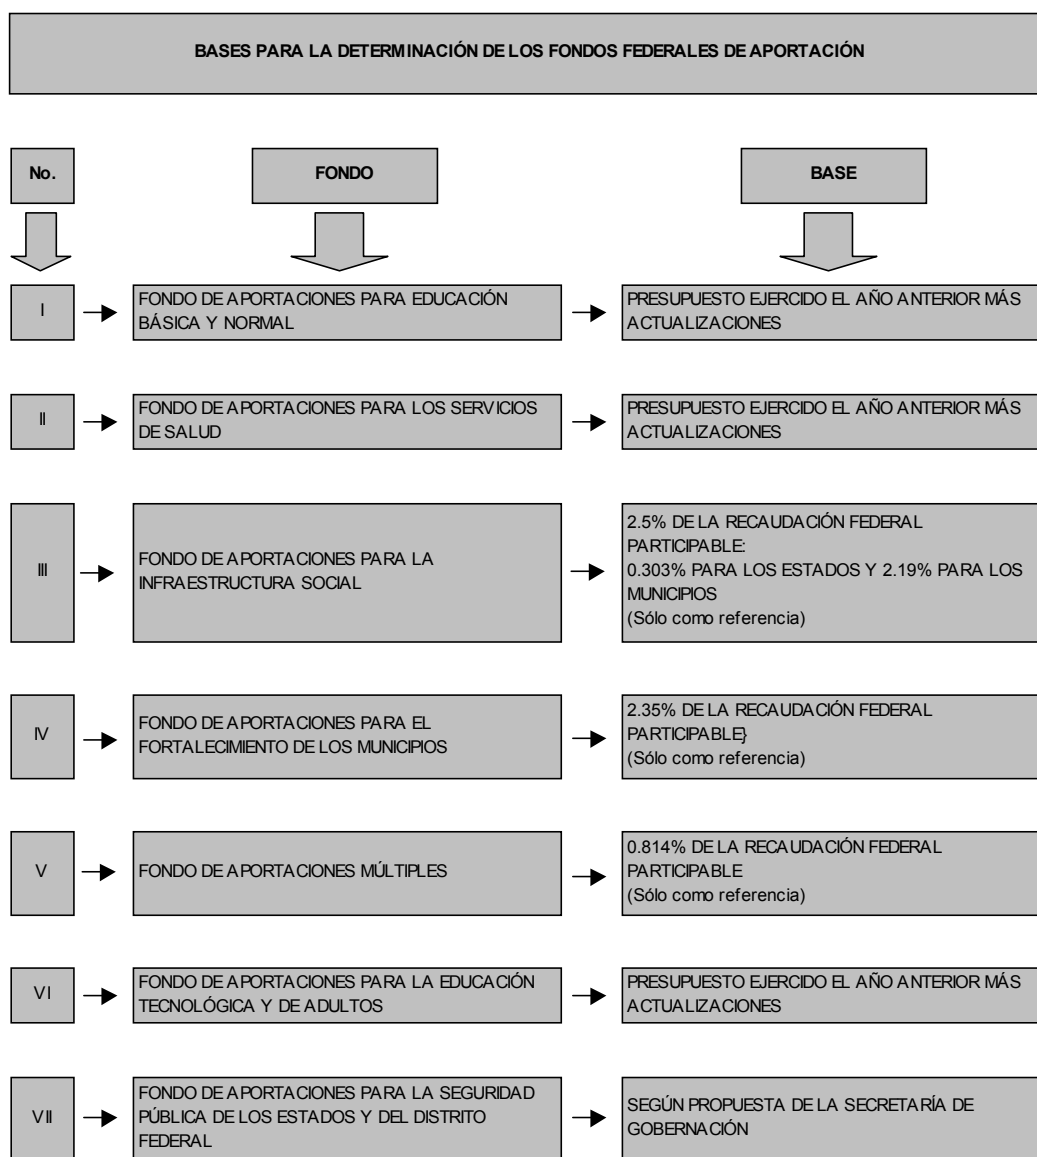 BASES PARA LA DETERMINACIÓN DE LOS FONDOS FEDERALES DE APORTACIÓN
No.
FONDO
BASE
I
FONDO DE APORTACIONES PARA EDUCACIÓN
BÁSICA Y NORMAL
PRESUPUESTO EJERCIDO EL AÑO ANTERIOR MÁS
ACTUALIZACIONES
II
FONDO DE APORTACIONES PARA LOS SERVICIOS
DE SALUD
PRESUPUESTO EJERCIDO EL AÑO ANTERIOR MÁS
ACTUALIZACIONES
III
FONDO DE APORTACIONES PARA LA
INFRAESTRUCTURA SOCIAL
2.5% DE LA RECAUDACIÓN FEDERAL
PARTICIPABLE:
0.303% PARA LOS ESTADOS Y 2.19% PARA LOS
MUNICIPIOS
(Sólo como referencia)
IV
FONDO DE APORTACIONES PARA EL
FORTALECIMIENTO DE LOS MUNICIPIOS
2.35% DE LA RECAUDACIÓN FEDERAL
PARTICIPABLE}
(Sólo como referencia)
V
FONDO DE APORTACIONES MÚLTIPLES
0.814% DE LA RECAUDACIÓN FEDERAL
PARTICIPABLE
(Sólo como referencia)
VI
FONDO DE APORTACIONES PARA LA EDUCACIÓN
TECNOLÓGICA Y DE ADULTOS
PRESUPUESTO EJERCIDO EL AÑO ANTERIOR MÁS
ACTUALIZACIONES
VII
FONDO DE APORTACIONES PARA LA SEGURIDAD
PÚBLICA DE LOS ESTADOS Y DEL DISTRITO
FEDERAL
SEGÚN PROPUESTA DE LA SECRETARÍA DE
GOBERNACIÓN